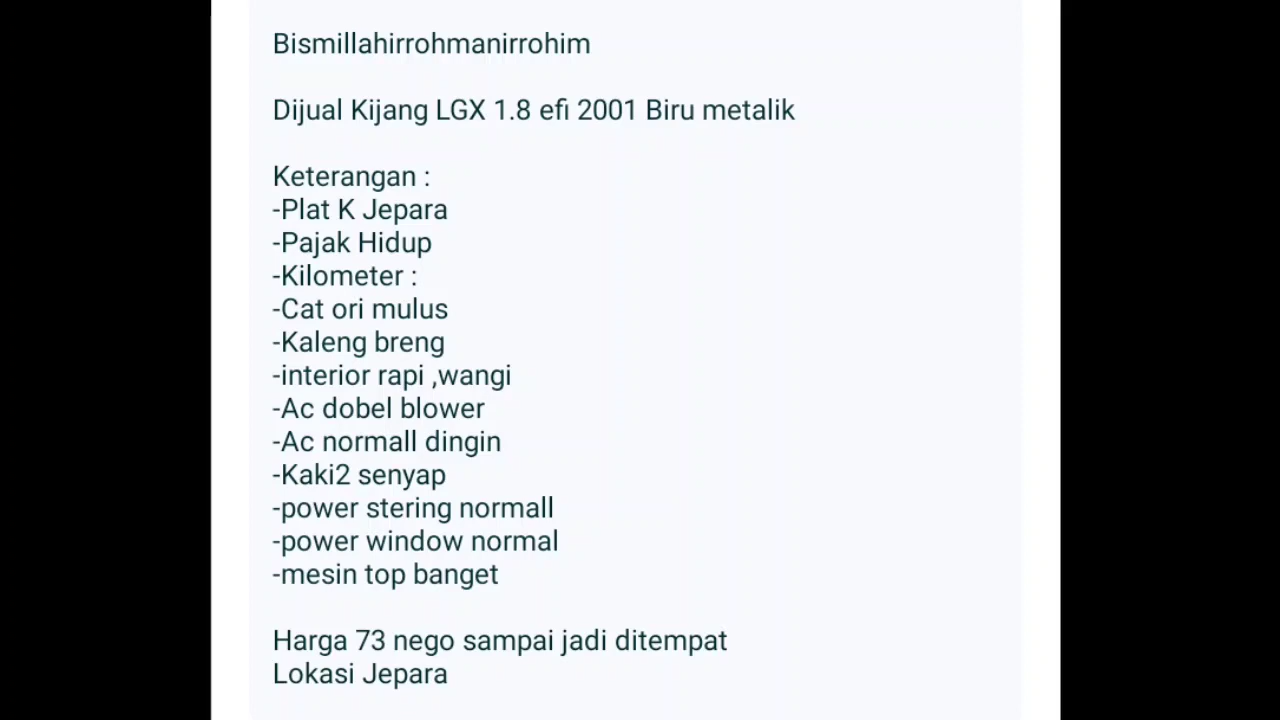 Bismillahirrohmanirrohim
Dijual Kijang LGX 1.8 efi 2001 Biru metalik
Keterangan :
-Plat K Jepara
-Pajak Hidup
-Kilometer :
-Cat ori mulus
-Kaleng breng
-interior rapi ,wangi
-Ac dobel blower
-Ac normall dingin
-Kaki2 senyap
-power stering normall
-power window normal
-mesin top banget
Harga 73 nego sampai jadi ditempat
Lokasi Jepara